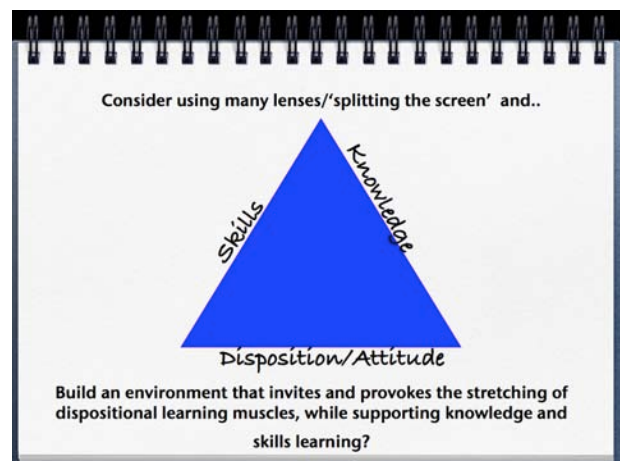 Consider using many lenses/‘splitting the screen’ and..
Skills
Knowledge
Disposition/Attitude
Build an environment that invites and provokes the stretching of
dispositional learning muscles, while supporting knowledge and
skills learning?